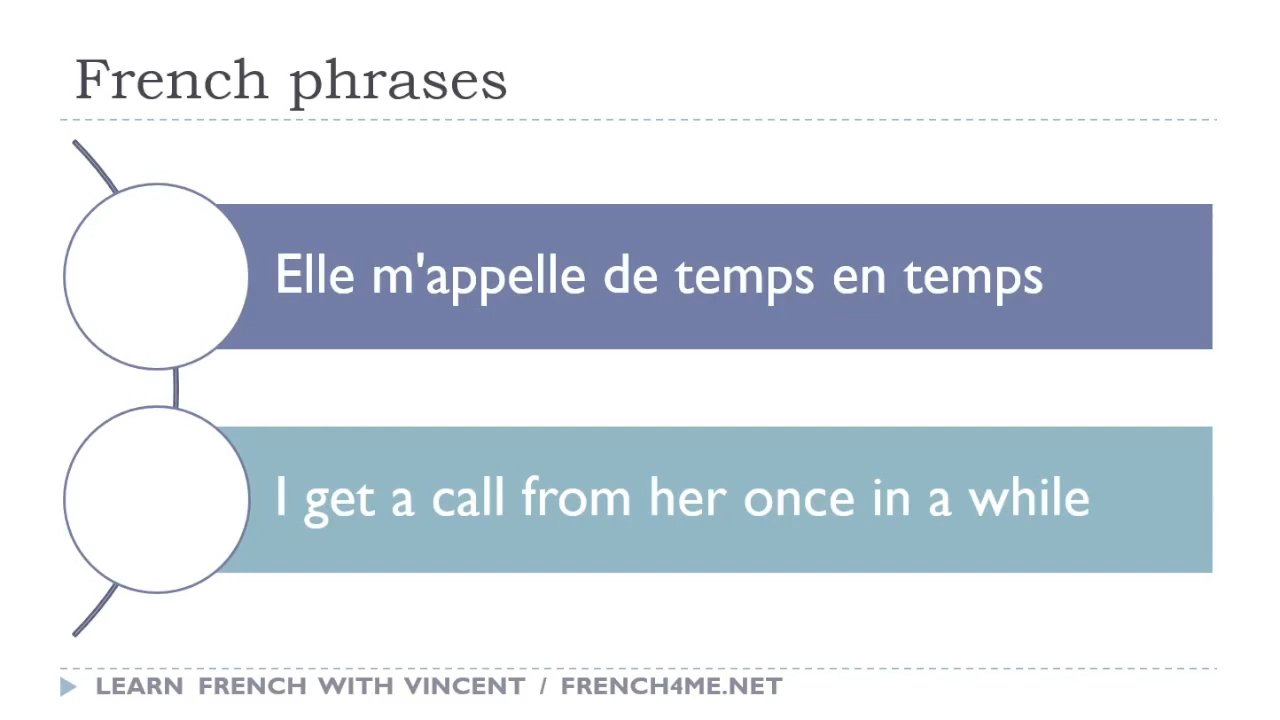 French phrases
Elle m'appelle de temps en temps
I get a call from her once in a while
LEARN FRENCH WITH VINCENT / FRENCH4ME.NET